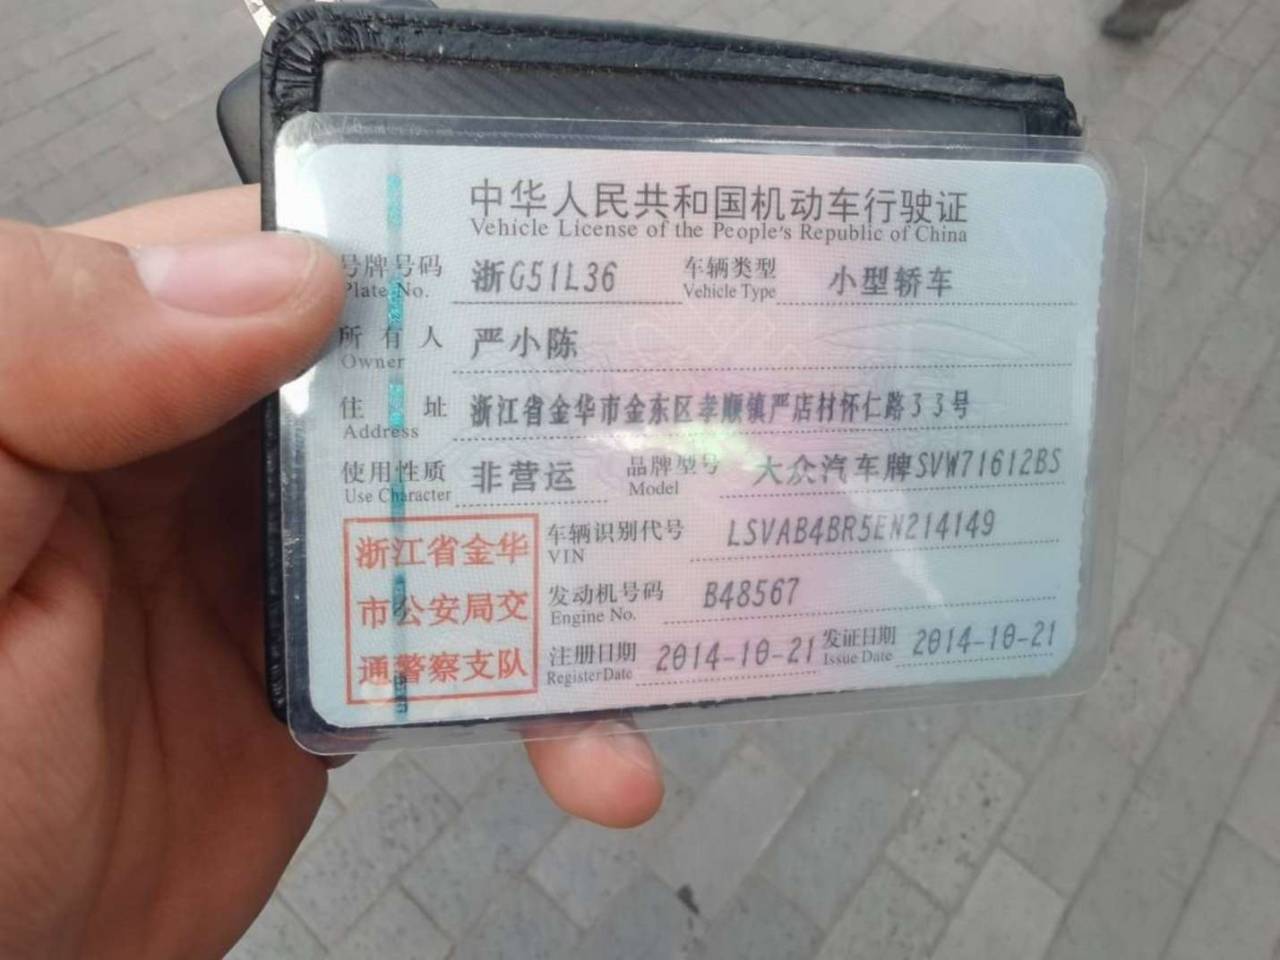 中华人民共和国机动车行驶证
Vehicle License of the People's Republic of China
号牌号码 浙G51L36 车辆类型 小型轿车
Plate No. Vehicle Type
所有人 严小陈
Owner
住址 浙江省金华市金东区孝顺镇严店村怀仁路33号
Address
使用性质 非营运 品牌型号 大众汽车牌SVW71612BS
Use Character Model
浙江省金华
市公安局交
通警察支队
车辆识别代号 LSVAB4BR5EN214149
VIN
发动机号码 B48567
Engine No.
注册日期 2014-10-21 发证日期 2014-10-21
Register Date Issue Date